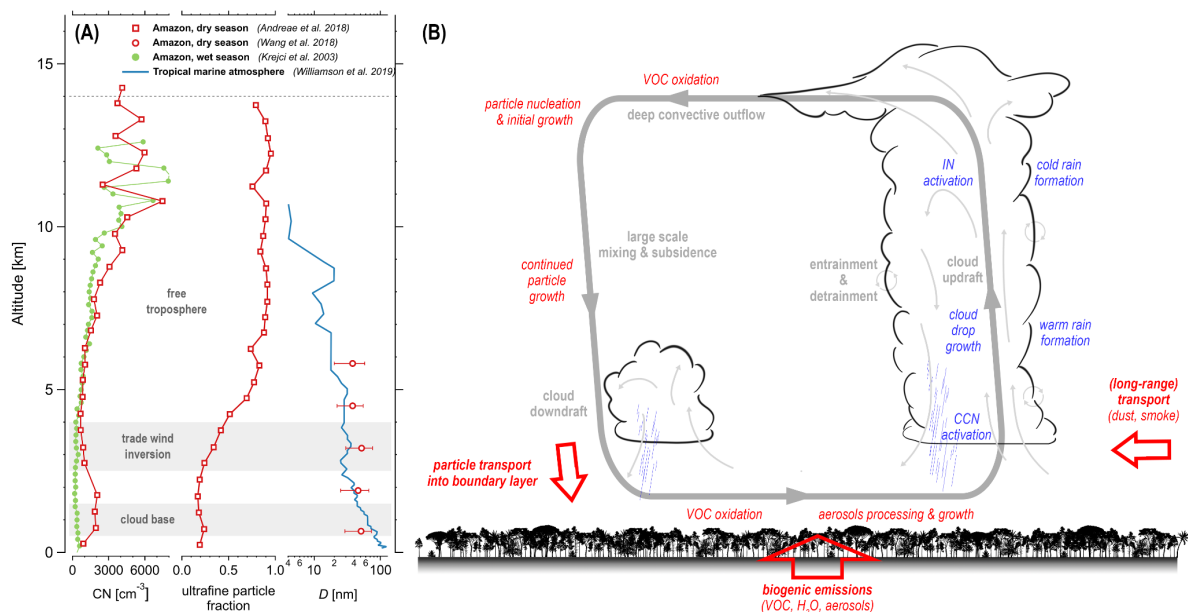 (A)
Amazon, dry season (Andreae et al. 2018)
Amazon, dry season (Wang et al. 2018)
Amazon, wet season (Krejci et al. 2003)
Tropical marine atmosphere (Williamson et al. 2019)
15
10
5
0
Altitude [km]
free
troposphere
trade wind
inversion
cloud base
0
3000
6000
CN [cm⁻³]
0.0
0.5
1.0
ultrafine particle
fraction
4
6
10
2
4
6
100
D [nm]
(B)
VOC oxidation
particle nucleation
& initial growth
deep convective outflow
IN
activation
cold rain
formation
large scale
mixing & subsidence
continued
particle
growth
entrainment
&
detrainment
cloud
updraft
cloud
drop
growth
warm rain
formation
cloud
downdraft
CCN
activation
(long-range)
transport
(dust, smoke)
particle transport
into boundary layer
VOC oxidation
aerosols processing & growth
biogenic emissions
(VOC, H₂O, aerosols)